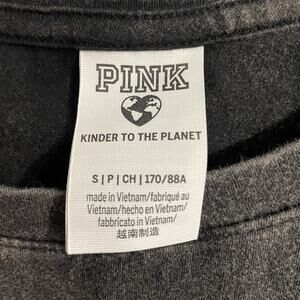 PINK
KINDER TO THE PLANET
S | P | CH | 170/88A
made in Vietnam/fabriqué au
Vietnam/hecho en Vietnam/
fabbricato in Vietnam/
越南制造